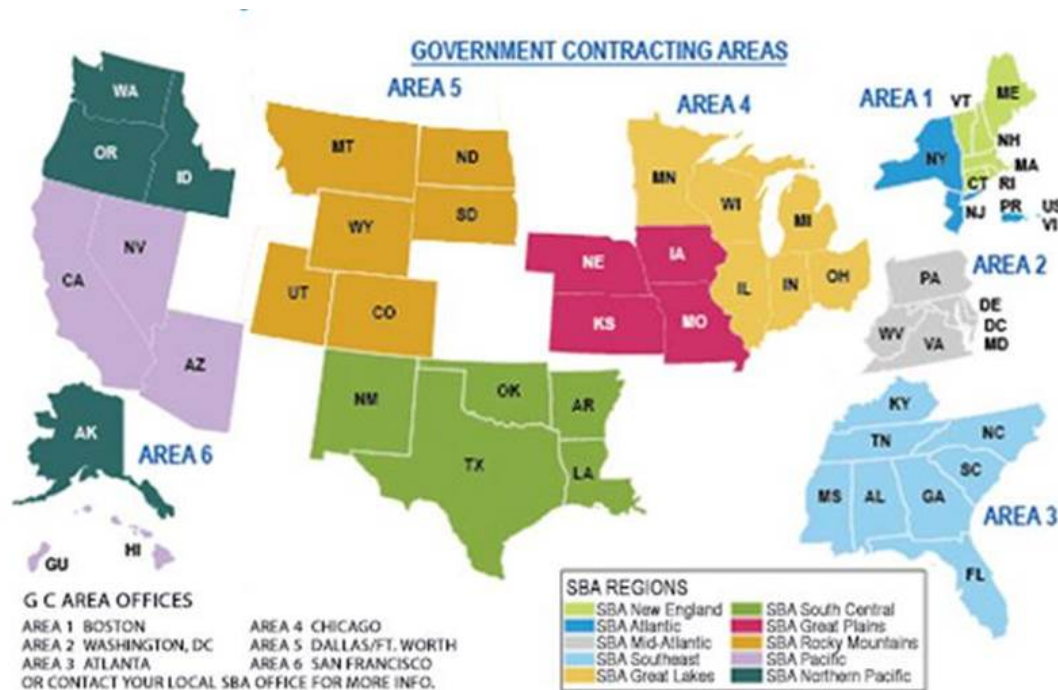 GOVERNMENT CONTRACTING AREAS
AREA 5
AREA 4
AREA 1
WA
OR
ID
MT
ND
SD
WY
UT
CO
MN
WI
MI
IL
IN
OH
NE
IA
KS
MO
VT
ME
NH
MA
NY
CT
RI
NJ
PR
US
VI
AREA 2
PA
DE
DC
MD
WV
VA
CA
NV
AZ
AK
AREA 6
HI
GU
NM
OK
AR
TX
LA
KY
TN
NC
SC
MS
AL
GA
FL
AREA 3
G C AREA OFFICES
AREA 1 BOSTON
AREA 2 WASHINGTON, DC
AREA 3 ATLANTA
AREA 4 CHICAGO
AREA 5 DALLAS/FT. WORTH
AREA 6 SAN FRANCISCO
OR CONTACT YOUR LOCAL SBA OFFICE FOR MORE INFO.
SBA REGIONS
SBA New England
SBA Atlantic
SBA Mid-Atlantic
SBA Southeast
SBA Great Lakes
SBA South Central
SBA Great Plains
SBA Rocky Mountains
SBA Pacific
SBA Northern Pacific